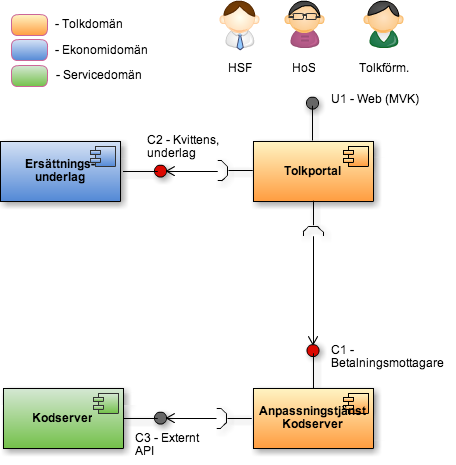 - Tolkdomän
- Ekonomidomän
- Servicedomän
HSF
HoS
Tolkförm.
U1 - Web (MVK)
C2 - Kvittens,
underlag
Ersättnings-
underlag
Tolkportal
C1 -
Betalningsmottagare
Kodserver
C3 - Externt
API
Anpassningstjänst
Kodserver